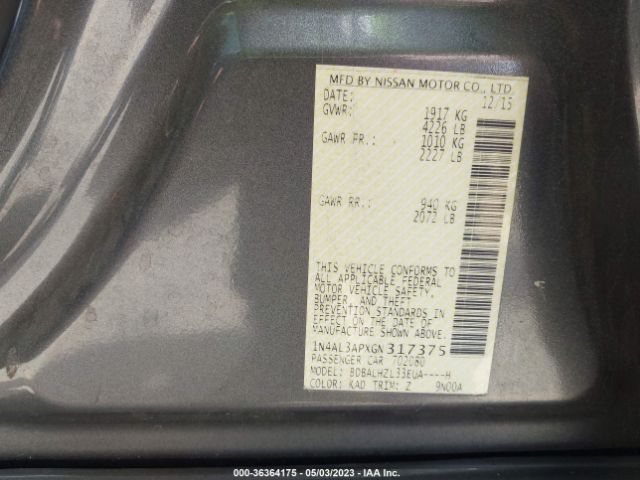 MFD BY NISSAN MOTOR CO., LTD
DATE: 12/15
GVWR: 1917 KG
4226 LB
GAWR FR.: 1010 KG
2227 LB
GAWR RR.: 940 KG
2072 LB
THIS VEHICLE CONFORMS TO
ALL APPLICABLE FEDERAL
MOTOR VEHICLE SAFETY,
BUMPER, AND THEFT
PREVENTION STANDARDS IN
EFFECT ON THE DATE OF
MANUFACTURE SHOWN ABOVE.
1N4AL3APXGN317375
PASSENGER CAR 702080
MODEL: BDBALHZL33EUA----H
COLOR: KAD TRIM: Z 9N00A
000-36364175 - 05/03/2023 - IAA Inc.